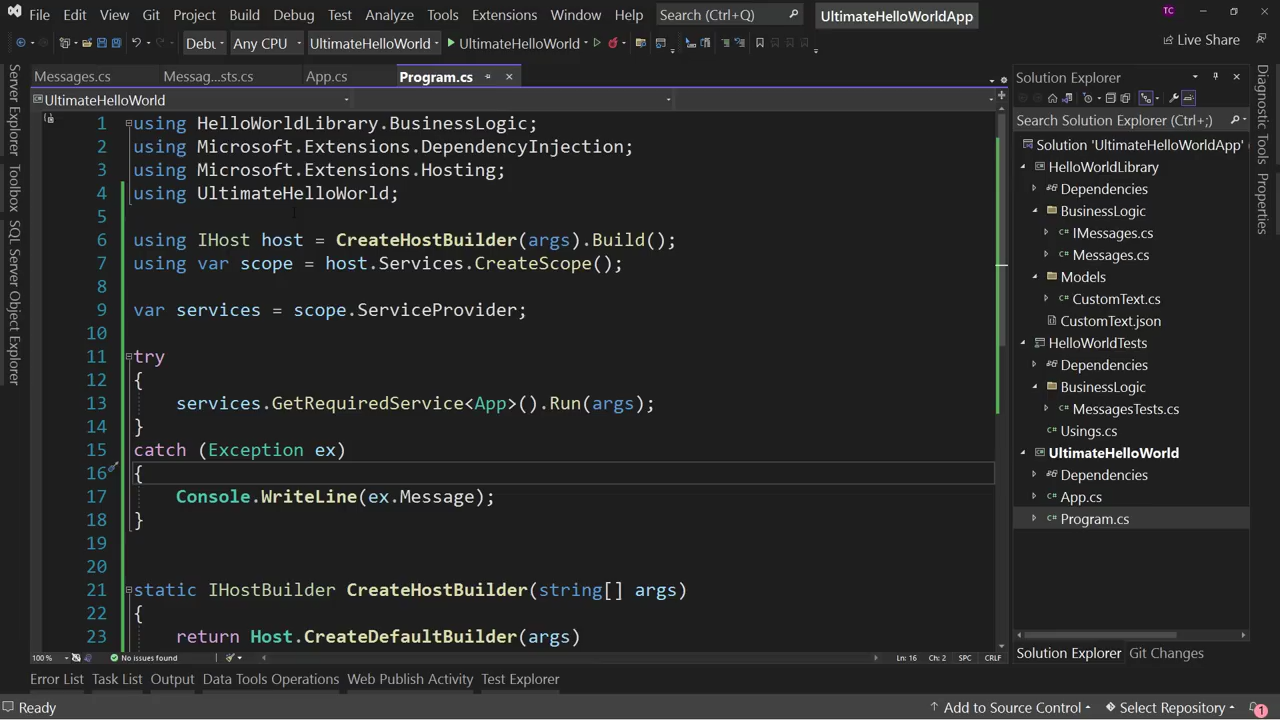 File Edit View Git Project Build Debug Test Analyze Tools Extensions Window Help Search (Ctrl+Q) UltimateHelloWorldApp TC
Debu Any CPU UltimateHelloWorld UltimateHelloWorld Live Share
Messages.cs Messag...sts.cs App.cs Program.cs
UltimateHelloWorld
Server Explorer
Toolbox
SQL Server Object Explorer
1 using HelloWorldLibrary.BusinessLogic;
2 using Microsoft.Extensions.DependencyInjection;
3 using Microsoft.Extensions.Hosting;
4 using UltimateHelloWorld;
5
6 using IHost host = CreateHostBuilder(args).Build();
7 using var scope = host.Services.CreateScope();
8
9 var services = scope.ServiceProvider;
10
11 try
12 {
13 services.GetRequiredService<App>().Run(args);
14 }
15 catch (Exception ex)
16 {
17 Console.WriteLine(ex.Message);
18 }
19
20
21 static IHostBuilder CreateHostBuilder(string[] args)
22 {
23 return Host.CreateDefaultBuilder(args)
100% No issues found Ln: 16 Ch: 2 SPC CRLF
Solution Explorer
Search Solution Explorer (Ctrl+;)
Solution 'UltimateHelloWorldApp'
C# HelloWorldLibrary
Dependencies
BusinessLogic
C# IMessages.cs
C# Messages.cs
Models
C# CustomText.cs
CustomText.json
HelloWorldTests
Dependencies
BusinessLogic
C# MessagesTests.cs
C# Usings.cs
C# UltimateHelloWorld
Dependencies
C# App.cs
C# Program.cs
Solution Explorer Git Changes
Diagnostic Tools
Properties
Error List Task List Output Data Tools Operations Web Publish Activity Test Explorer
Ready Add to Source Control Select Repository 1